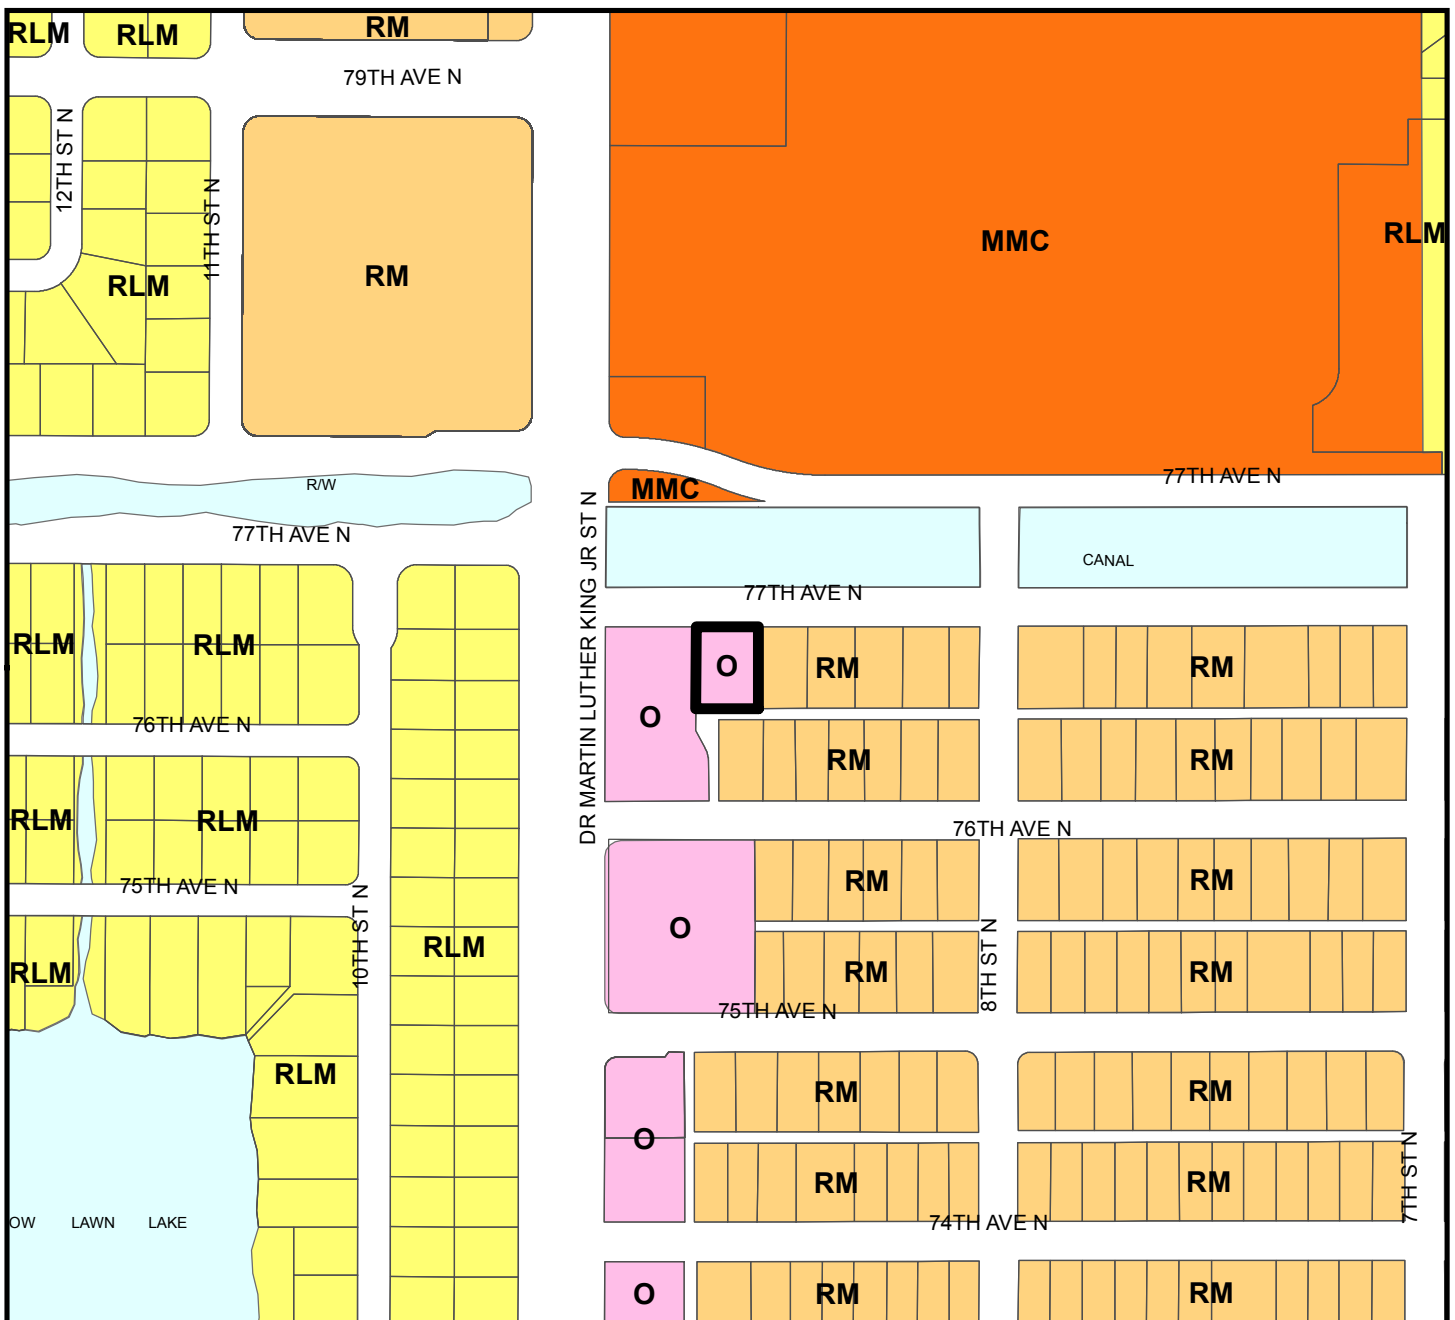 RLM
RLM
RM
79TH AVE N
12TH ST N
11TH ST N
RLM
RM
MMC
RLM
R/W
77TH AVE N
MMC
77TH AVE N
DR MARTIN LUTHER KING JR ST N
CANAL
77TH AVE N
RLM
RLM
O
O
RM
RM
76TH AVE N
RM
RM
RLM
RLM
76TH AVE N
75TH AVE N
10TH ST N
RLM
RLM
O
RM
RM
8TH ST N
RM
RM
75TH AVE N
RLM
O
RM
RM
RM
RM
7TH ST N
OW LAWN LAKE
74TH AVE N
O
RM
RM